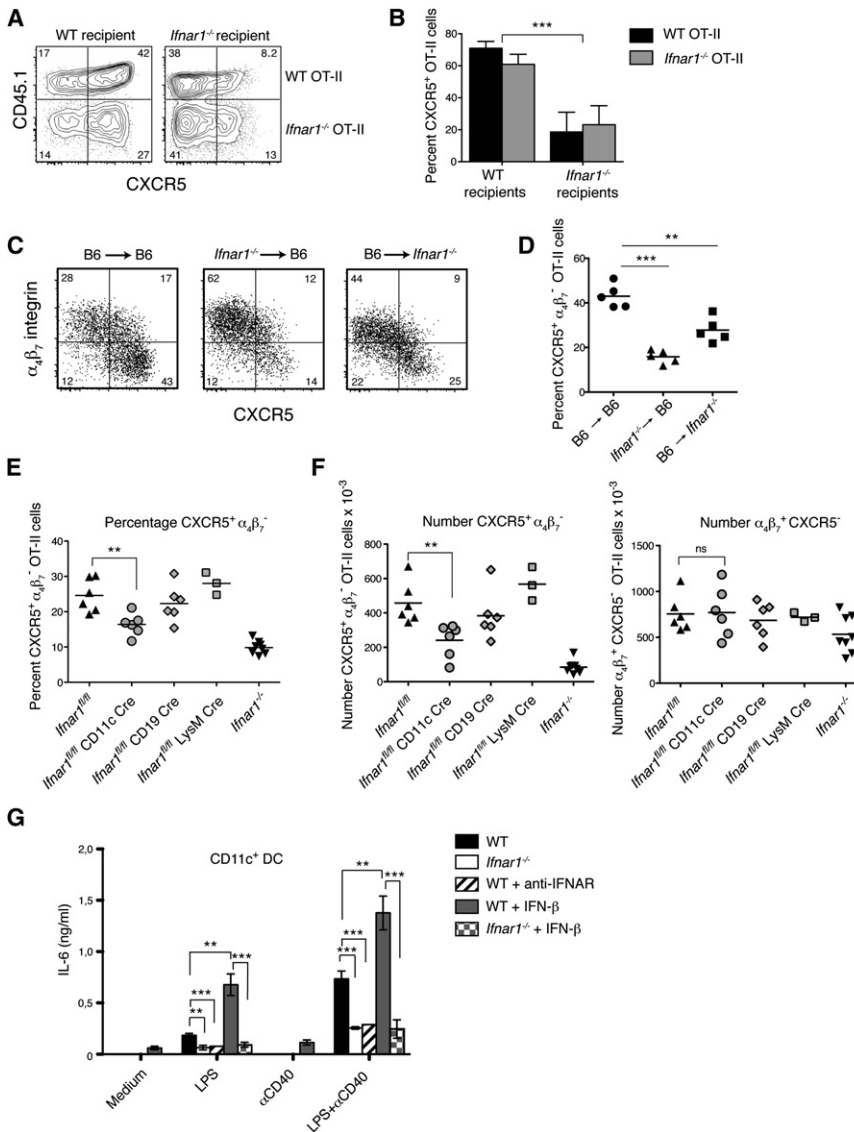 A
WT recipient
Ifnar1-/- recipient
17
42
38
8.2
WT OT-II
Ifnar1-/- OT-II
14
27
41
13
CD45.1
CXCR5
B
***
WT OT-II
Ifnar1-/- OT-II
Percent CXCR5+ OT-II cells
80
60
40
20
0
WT
recipients
Ifnar1-/-
recipients
C
B6 → B6
Ifnar1-/- → B6
B6 → Ifnar1-/-
28
17
62
12
44
9
12
43
12
14
22
25
α4β7 integrin
CXCR5
D
**
***
Percent CXCR5+ α4β7- OT-II cells
60
40
20
0
B6 → B6
Ifnar1-/- → B6
B6 → Ifnar1-/-
E
Percentage CXCR5+ α4β7-
**
Percent CXCR5+ α4β7- OT-II cells
40
30
20
10
0
Ifnar1fl/fl
Ifnar1fl/fl CD11c Cre
Ifnar1fl/fl CD19 Cre
Ifnar1fl/fl LysM Cre
Ifnar1-/-
F
Number CXCR5+ α4β7-
**
Number CXCR5+ α4β7- OT-II cells x 10-3
800
600
400
200
0
Ifnar1fl/fl
Ifnar1fl/fl CD11c Cre
Ifnar1fl/fl CD19 Cre
Ifnar1fl/fl LysM Cre
Ifnar1-/-
Number α4β7+ CXCR5-
ns
Number α4β7+ CXCR5- OT-II cells x 10-3
1500
1000
500
0
Ifnar1fl/fl
Ifnar1fl/fl CD11c Cre
Ifnar1fl/fl CD19 Cre
Ifnar1fl/fl LysM Cre
Ifnar1-/-
G
CD11c+ DC
WT
Ifnar1-/-
WT + anti-IFNAR
WT + IFN-β
Ifnar1-/- + IFN-β
IL-6 (ng/ml)
2,0
1,5
1,0
0,5
0
**
***
***
**
**
***
***
***
Medium
LPS
αCD40
LPS+αCD40